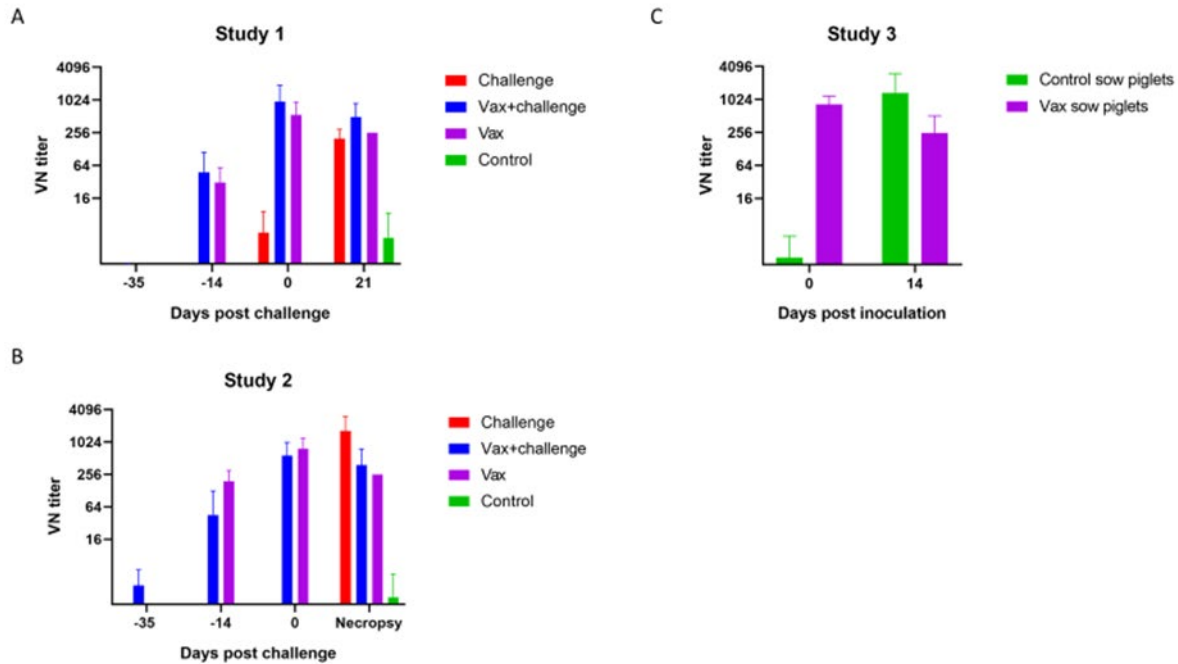 A
Study 1
VN titer
4096
1024
256
64
16
-35
-14
0
21
Days post challenge
Challenge
Vax+challenge
Vax
Control
C
Study 3
VN titer
4096
1024
256
64
16
0
14
Days post inoculation
Control sow piglets
Vax sow piglets
B
Study 2
VN titer
4096
1024
256
64
16
-35
-14
0
Necropsy
Days post challenge
Challenge
Vax+challenge
Vax
Control